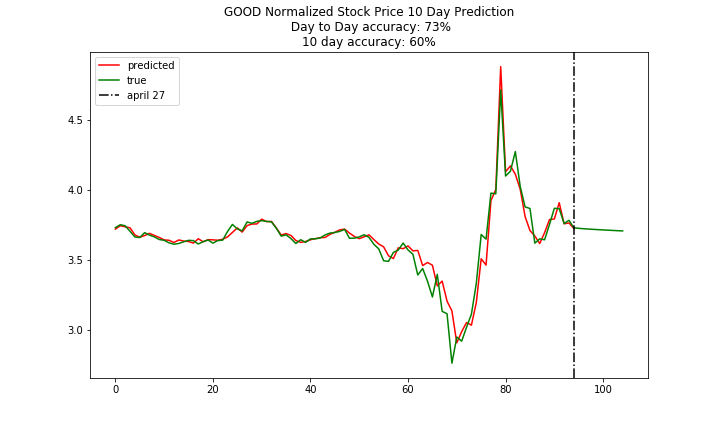 GOOD Normalized Stock Price 10 Day Prediction
Day to Day accuracy: 73%
10 day accuracy: 60%
predicted
true
april 27
4.5
4.0
3.5
3.0
0 20 40 60 80 100